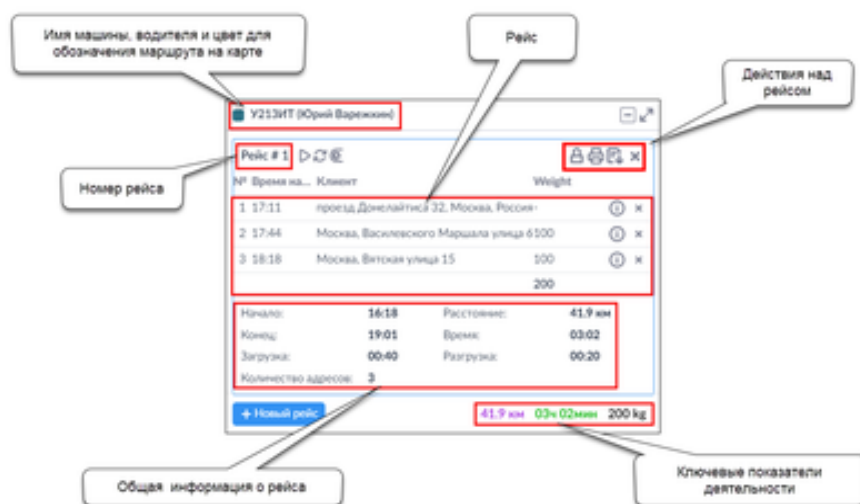 Имя машины, водителя и цвет для
обозначения маршрута на карте
Рейс
Действия над
рейсом
У213ИТ (Юрий Варежкин)
Рейс # 1
Номер рейса
№ Время на... Клиент Weight
1 17:11 проезд Донелайтиса 32, Москва, Россия-
2 17:44 Москва, Василевского Маршала улица 6100
3 18:18 Москва, Вятская улица 15 100
200
Начало: 16:18 Расстояние: 41.9 км
Конец: 19:01 Время: 03:02
Загрузка: 00:40 Разгрузка: 00:20
Количество адресов: 3
+ Новый рейс 41.9 км 03ч 02мин 200 kg
Общая информация о рейса
Ключевые показатели
деятельности